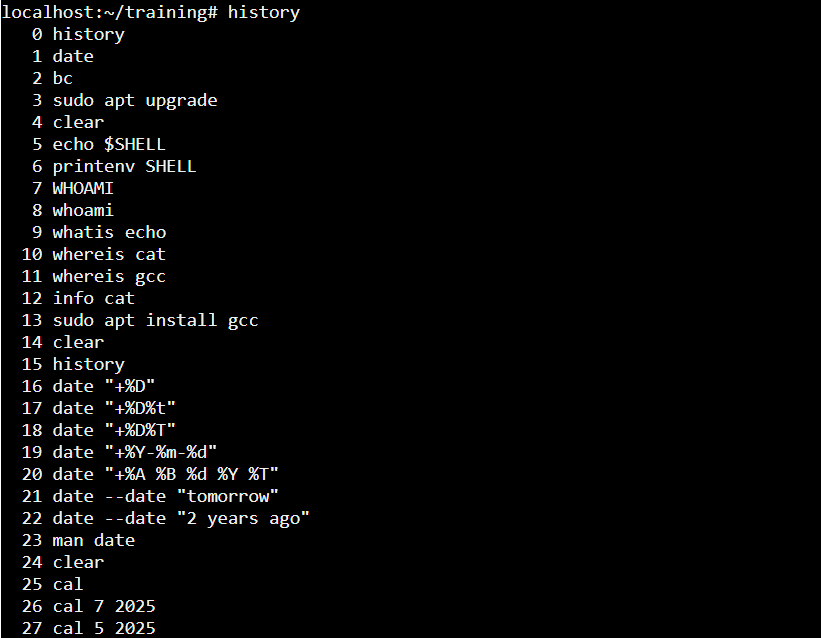 localhost:~/training# history
0 history
1 date
2 bc
3 sudo apt upgrade
4 clear
5 echo $SHELL
6 printenv SHELL
7 WHOAMI
8 whoami
9 whatis echo
10 whereis cat
11 whereis gcc
12 info cat
13 sudo apt install gcc
14 clear
15 history
16 date "+%D"
17 date "+%D%t"
18 date "+%D%T"
19 date "+%Y-%m-%d"
20 date "+%A %B %d %Y %T"
21 date --date "tomorrow"
22 date --date "2 years ago"
23 man date
24 clear
25 cal
26 cal 7 2025
27 cal 5 2025